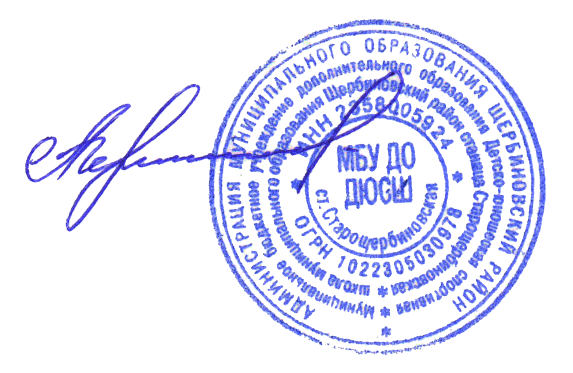 АДМИНИСТРАЦИЯ МУНИЦИПАЛЬНОГО ОБРАЗОВАНИЯ ЩЕРБИНОВСКИЙ РАЙОН *
Муниципальное бюджетное учреждение дополнительного образования Детско-юношеская спортивная *
школа муниципального образования Щербиновский район станица Старощербиновская *
ИНН 2358005924 *
ОГРН 1022305030978 *
МБУ ДО
ДЮСШ
ст. Старощербиновская